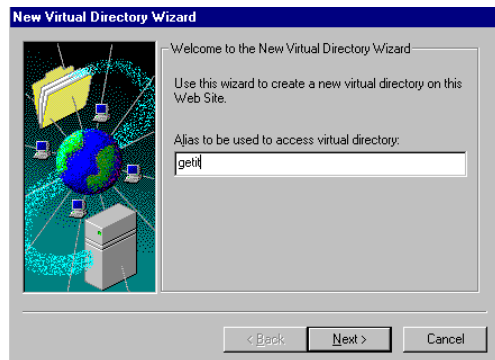 New Virtual Directory Wizard
Welcome to the New Virtual Directory Wizard
Use this wizard to create a new virtual directory on this
Web Site.
Alias to be used to access virtual directory:
getit
< Back
Next >
Cancel